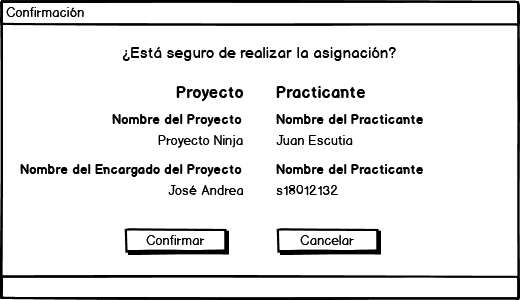 Confirmación
¿Está seguro de realizar la asignación?
Proyecto Practicante
Nombre del Proyecto Nombre del Practicante
Proyecto Ninja Juan Escutia
Nombre del Encargado del Proyecto Nombre del Practicante
José Andrea s18012132
Confirmar Cancelar